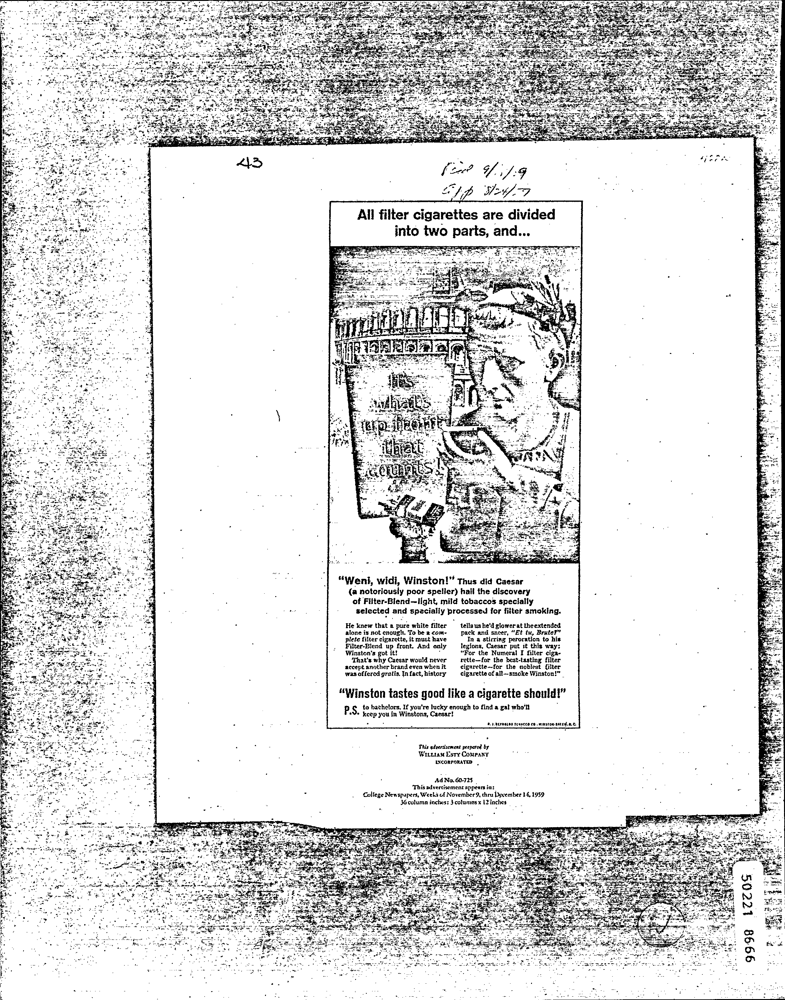 43
All filter cigarettes are divided
into two parts, and...
It's
what's
up front
that
counts!
"Weni, widi, Winston!" Thus did Caesar
(a notoriously poor speller) hail the discovery
of Filter-Blend—light, mild tobaccos specially
selected and specially processed for filter smoking.
He knew that a pure white filter
alone is not enough. To be a com-
plete filter cigarette, it must have
Filter-Blend up front. And only
Winston's got it!
That's why Caesar would never
accept another brand even when it
was offered gratis. In fact, history
tells us he'd glower at the extended
pack and sneer, "Et tu, Brute?"
In a stirring peroration to his
legions, Caesar put it this way:
"For the Numeral I filter ciga-
rette—for the best-tasting filter
cigarette—for the noblest filter
cigarette of all—smoke Winston!"
"Winston tastes good like a cigarette should!"
P.S. to bachelors. If you're lucky enough to find a gal who'll
keep you in Winstons, Caesar!
R. J. REYNOLDS TOBACCO CO., WINSTON-SALEM, N. C.
This advertisement prepared by
WILLIAM ESTY COMPANY
INCORPORATED
Ad No. 60-725
This advertisement appears in:
College Newspapers, Weeks of November 9, thru December 14, 1959
36 column inches: 3 columns x 12 inches
50221 8666